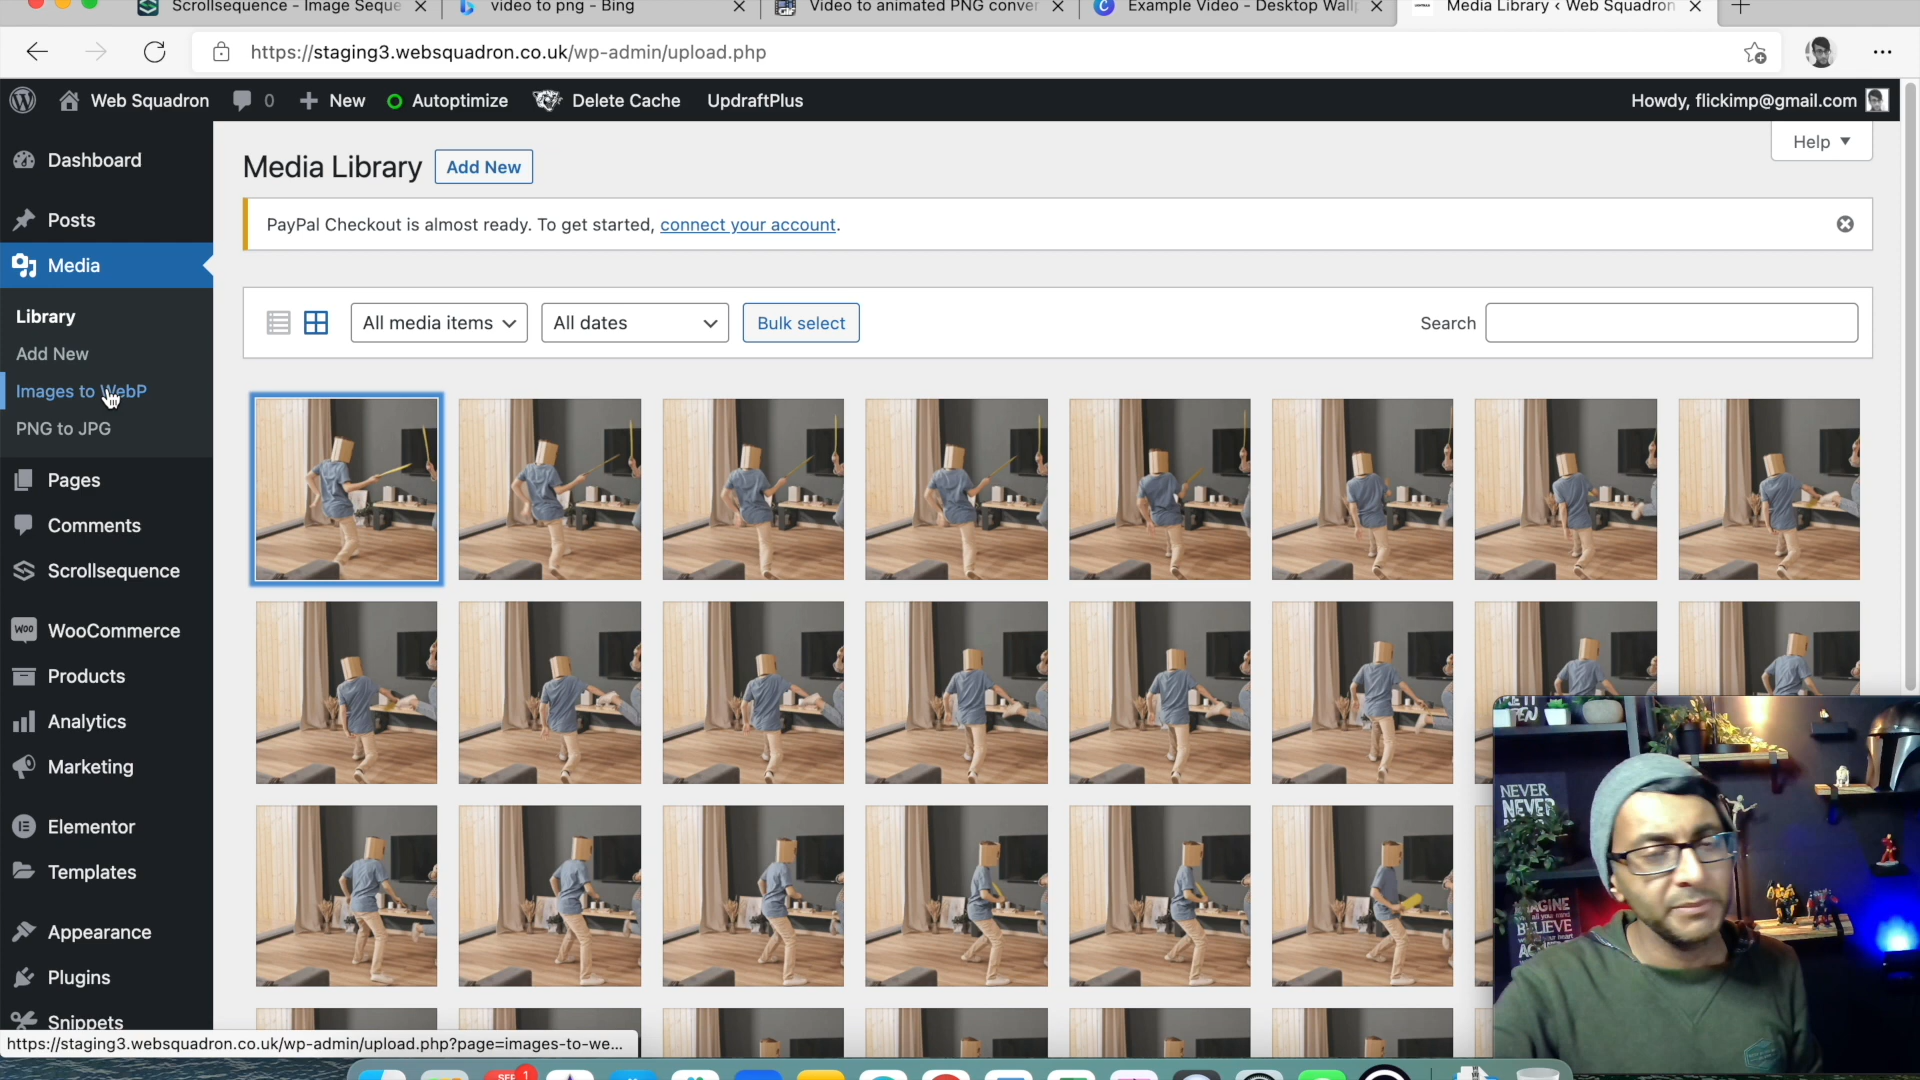 Scrollsequence - Image Seque
video to png - Bing
Video to animated PNG conver
Example Video - Desktop Wallp
Media Library ‹ Web Squadron
https://staging3.websquadron.co.uk/wp-admin/upload.php
Web Squadron
0
New
Autoptimize
Delete Cache
UpdraftPlus
Howdy, flickimp@gmail.com
Dashboard
Posts
Media
Library
Add New
Images to WebP
PNG to JPG
Pages
Comments
Scrollsequence
WooCommerce
Products
Analytics
Marketing
Elementor
Templates
Appearance
Plugins
Snippets
Help
Media Library
Add New
PayPal Checkout is almost ready. To get started, connect your account.
All media items
All dates
Bulk select
Search
NEVER
NEVER
IMAGINE
BELIEVE
https://staging3.websquadron.co.uk/wp-admin/upload.php?page=images-to-we...
SEP 1